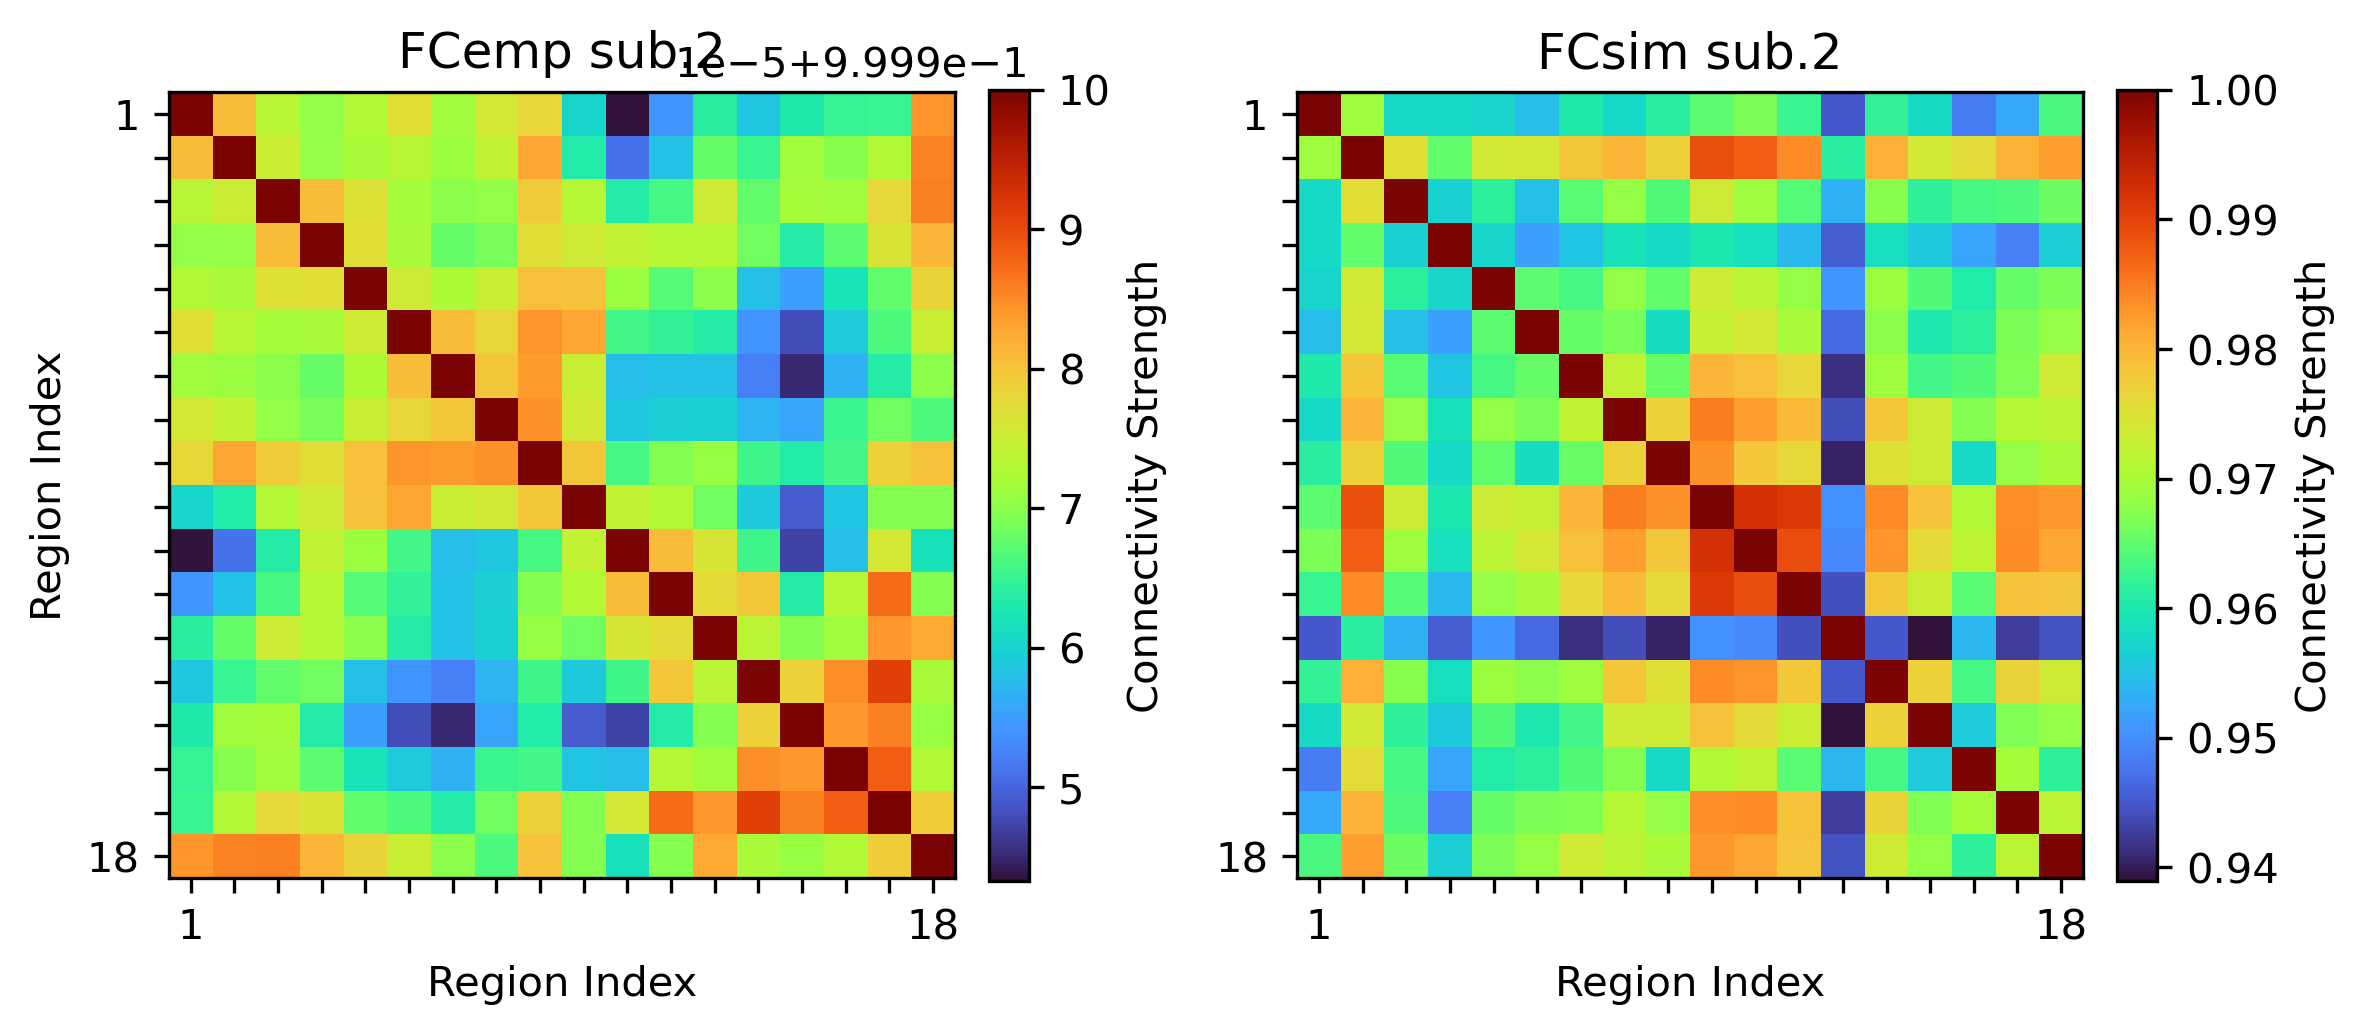 FCemp sub.2
1e−5+9.999e−1
1
18
1
18
Region Index
Region Index
10
9
8
7
6
5
Connectivity Strength
FCsim sub.2
1
18
1
18
Region Index
1.00
0.99
0.98
0.97
0.96
0.95
0.94
Connectivity Strength